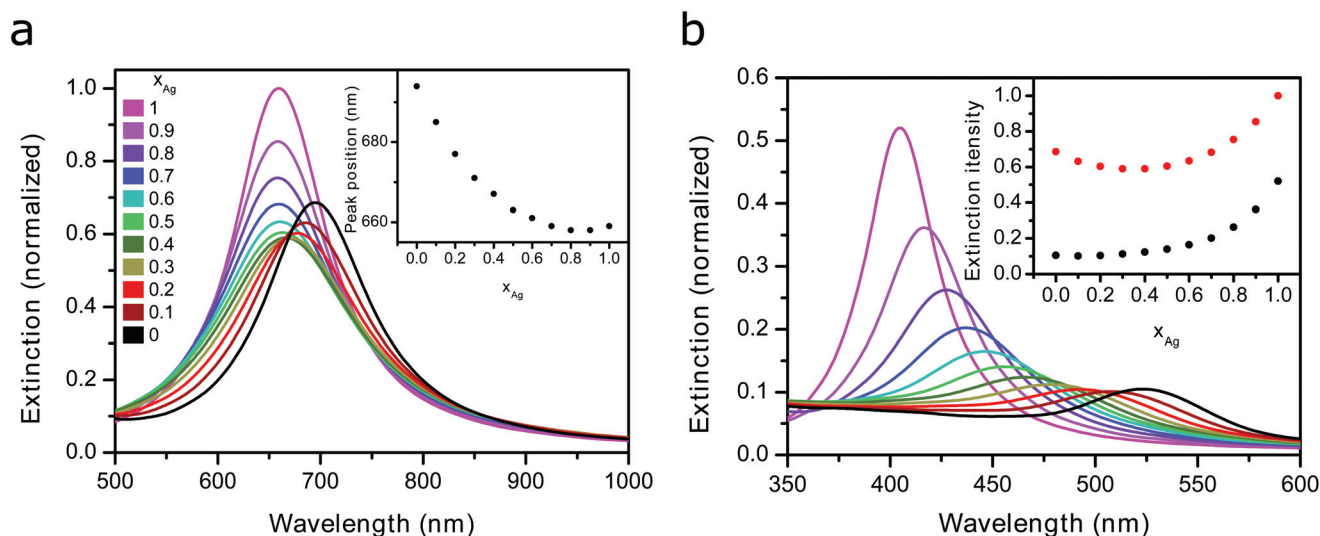 a
Extinction (normalized)
1.0
0.8
0.6
0.4
0.2
0.0
xAg
1
0.9
0.8
0.7
0.6
0.5
0.4
0.3
0.2
0.1
0
Peak position (nm)
680
660
0.0 0.2 0.4 0.6 0.8 1.0
xAg
500 600 700 800 900 1000
Wavelength (nm)
b
Extinction (normalized)
0.6
0.5
0.4
0.3
0.2
0.1
0.0
Extinction itensity
1.0
0.8
0.6
0.4
0.2
0.0
0.0 0.2 0.4 0.6 0.8 1.0
xAg
350 400 450 500 550 600
Wavelength (nm)